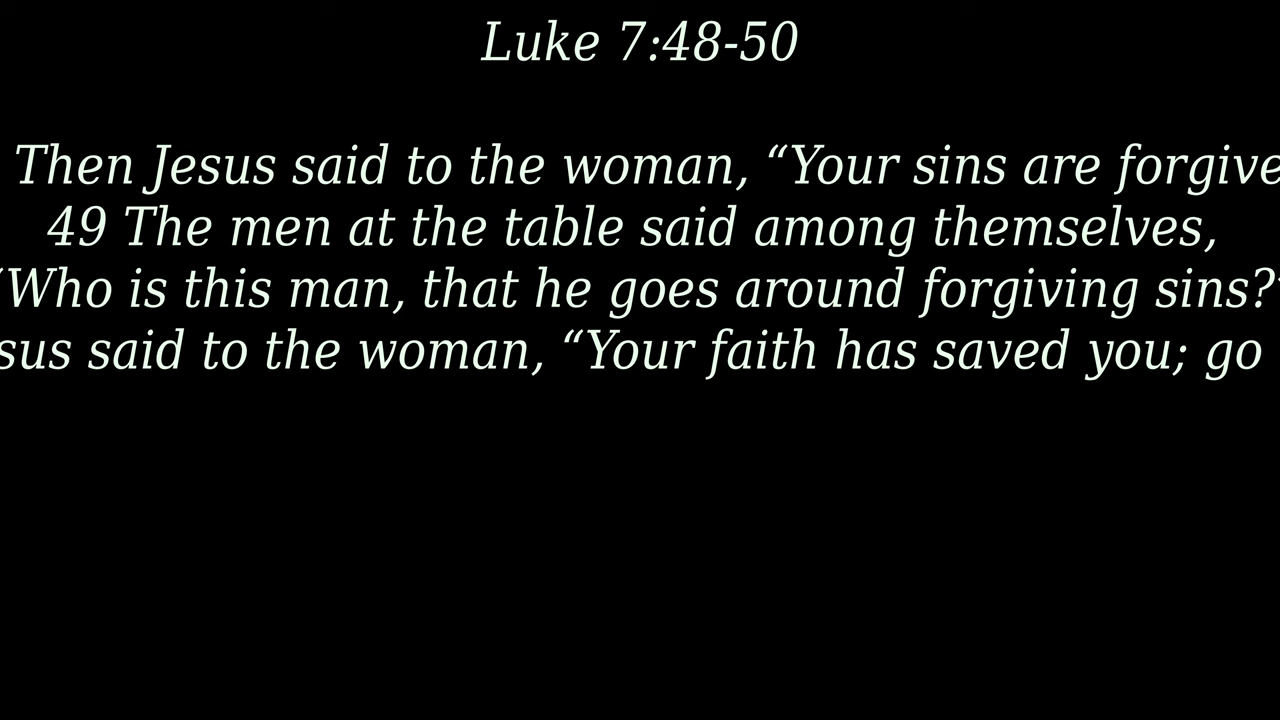 Luke 7:48-50
Then Jesus said to the woman, “Your sins are forgive
49 The men at the table said among themselves,
“Who is this man, that he goes around forgiving sins?”
sus said to the woman, “Your faith has saved you; go